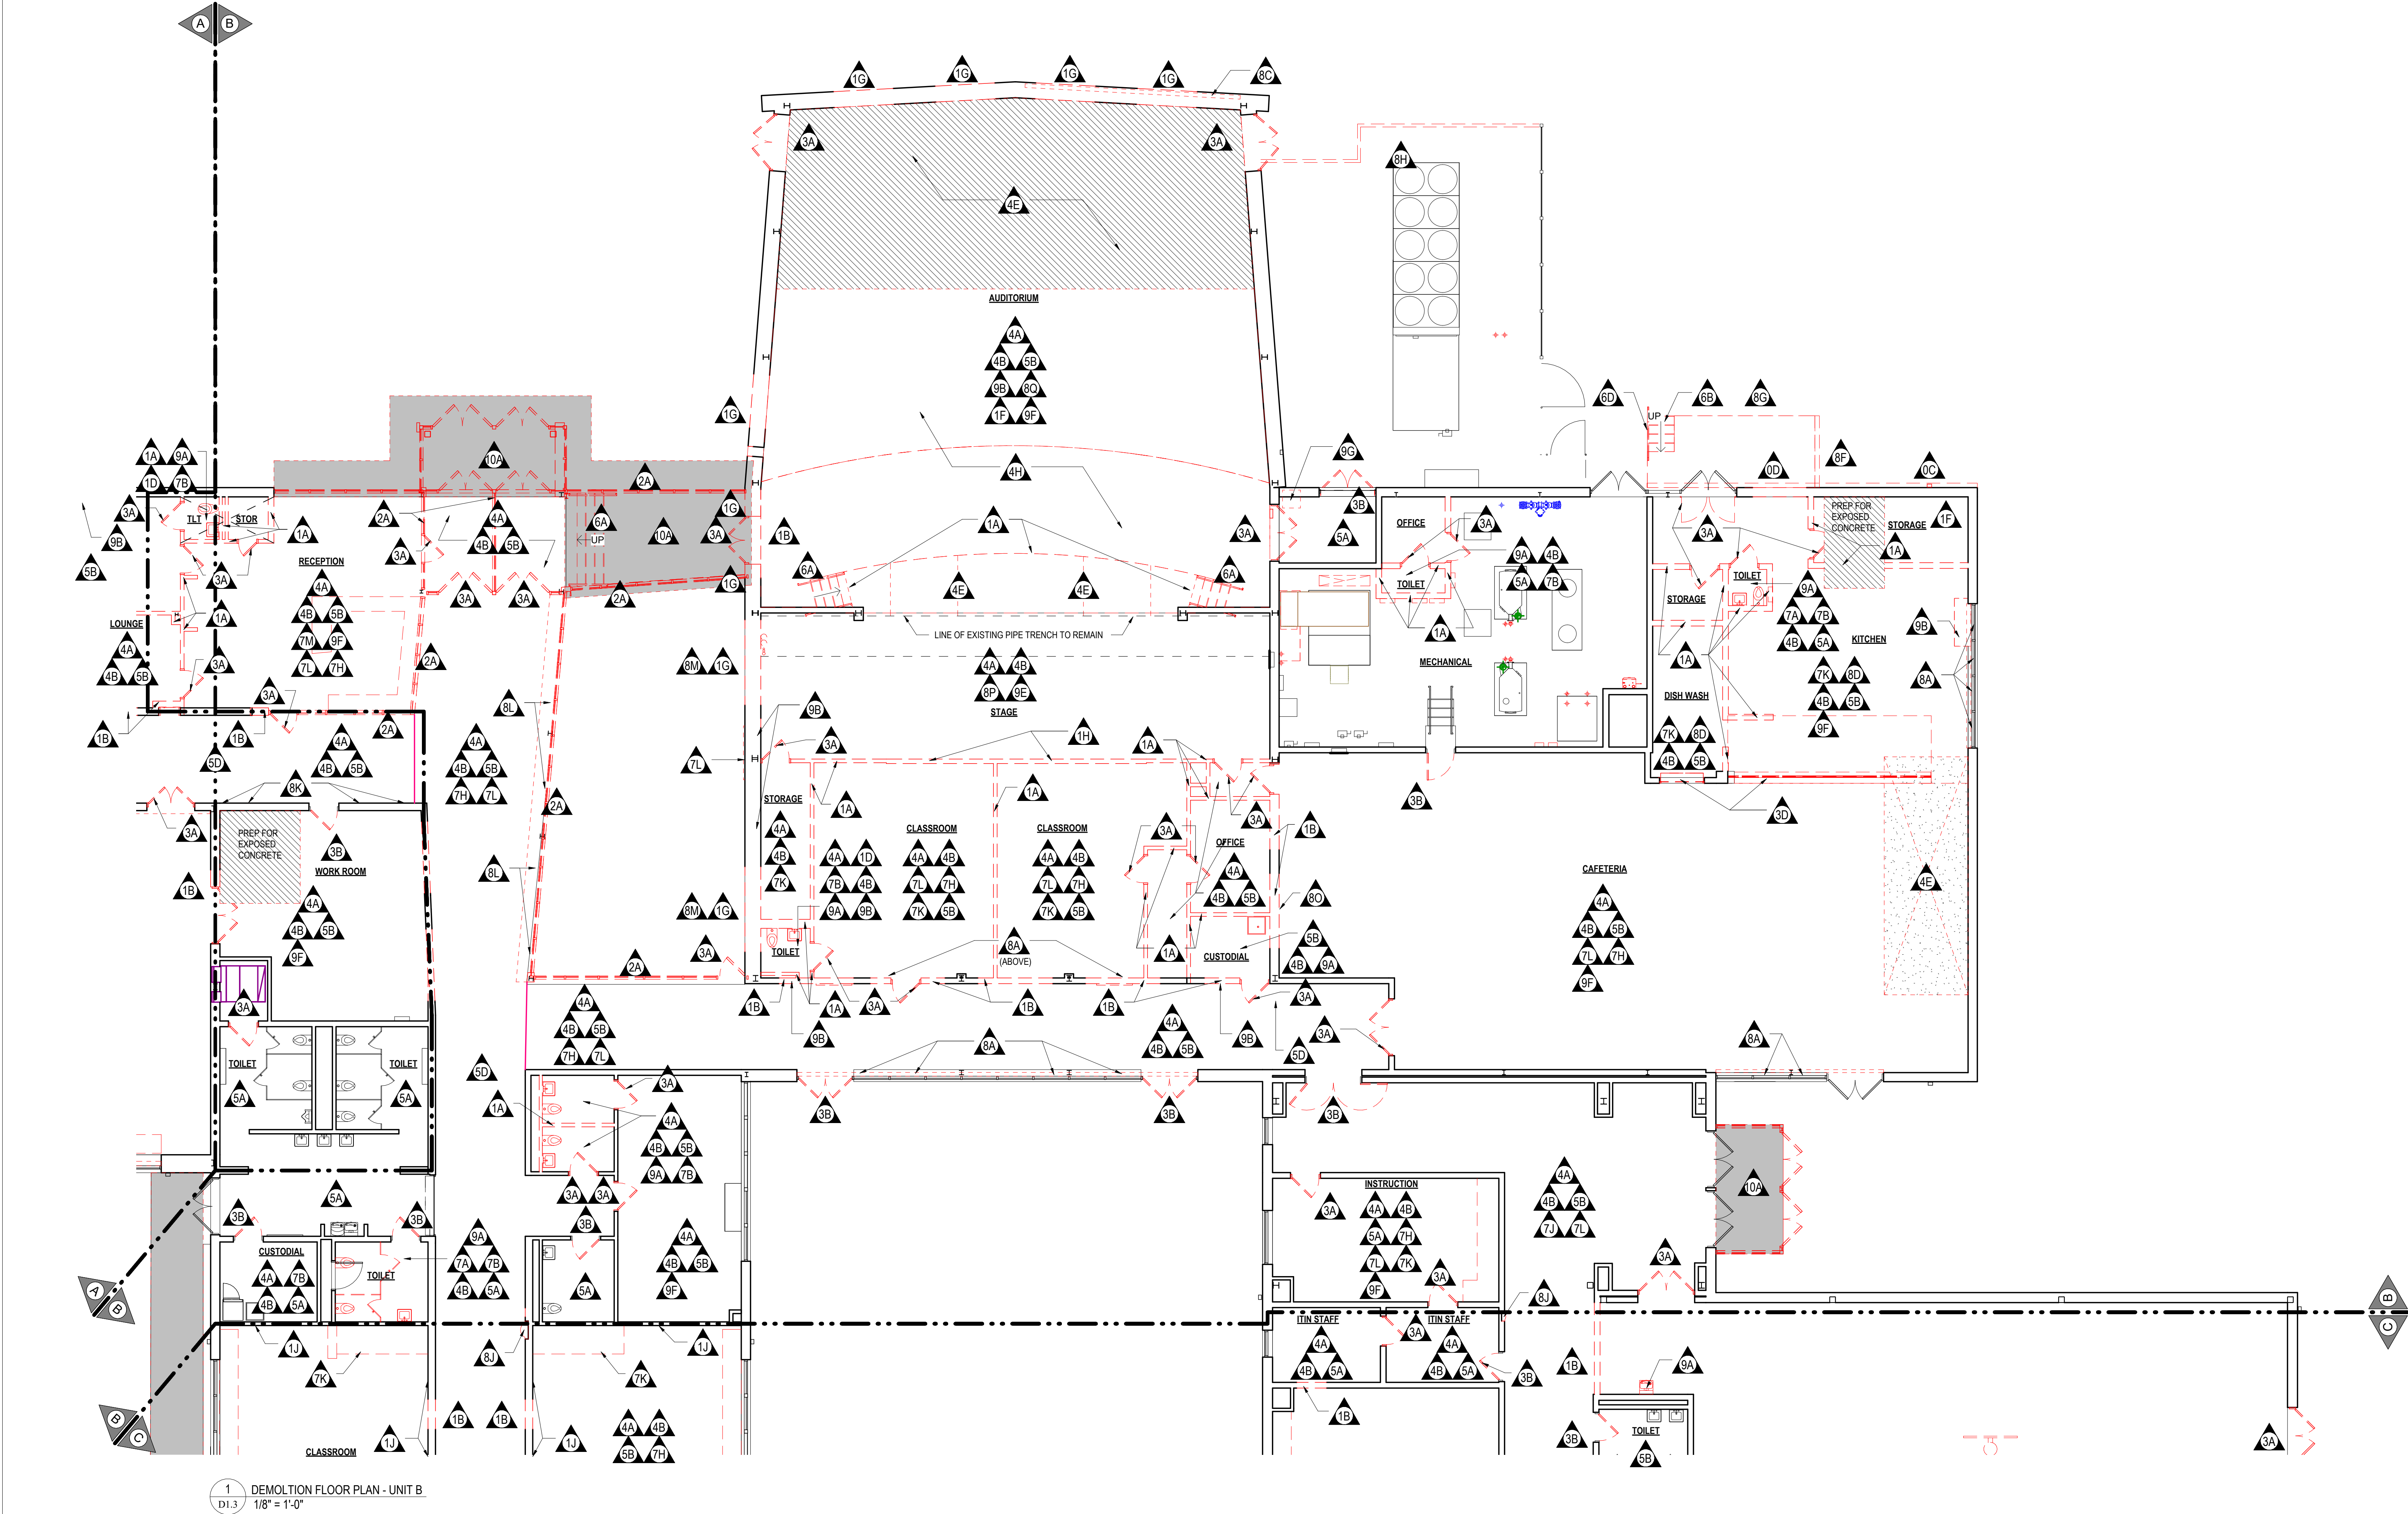 A B
1G 1G 1G 1G 8C
3A 3A
8H
4E
AUDITORIUM
4A
4B 5B
9B 8Q
1F 9F
1G
6D 6B 8G
UP
1A 9A
1D 7B
10A
9G
0D 8F 0C
4H
2A
3A
TLT STOR
2A
4A
4B 5B
6A
1G
3A
10A
UP
1B
1A
3A
3B
5A
OFFICE
3A
3A
PREP FOR
EXPOSED
CONCRETE
STORAGE
1F
1A
9B
5B
1A
3A
RECEPTION
4A
4B 5B
7M 9F
7L 7H
3A
3A 3A
2A
1G
6A
4E 4E
6A
9A 4B
5A 7B
TOILET
1A
MECHANICAL
STORAGE
TOILET
9A
7A 7B
4B 5A
KITCHEN
9B
8A
1A
LOUNGE
4A
4B 5B
3A
2A
LINE OF EXISTING PIPE TRENCH TO REMAIN
8M 1G
4A 4B
8P 9E
STAGE
7K 8D
4B 5B
9F
1A
DISH WASH
7K 8D
4B 5B
3A
8L
9B
1B
1B
2A
5D
4A
4B 5B
4A
4B 5B
7H 7L
7L
3A
1H
1A
3B
3D
8K
3A
2A
STORAGE
4A
4B
7K
1A
1A
3A
1B
PREP FOR
EXPOSED
CONCRETE
3B
WORK ROOM
8L
CLASSROOM
CLASSROOM
3A
OFFICE
4A 1D
7B 4B
9A 9B
4A 4B
7L 7H
7K 5B
4A 4B
7L 7H
7K 5B
4A
4B 5B
8O
CAFETERIA
4A
4B 5B
7L 7H
9F
4E
1B
4A
4B 5B
9F
8M 1G
3A
2A
TOILET
8A
(ABOVE)
1A
CUSTODIAL
5B
4B 9A
3A
1B
9B
1A 3A
1B
1B
3A
9B
5D
3A
4A
4B 5B
7H 7L
4A
4B 5B
8A
8A
TOILET
TOILET
5A
5A
5D
1A
3A
3B
3B
3B
4A
4B 5B
9A 7B
3A 3A
3B
5A
3B
3B
CUSTODIAL
4A 7B
4B 5A
TOILET
9A
7A 7B
4B 5A
5A
4A
4B 5B
9F
INSTRUCTION
3A
4A 4B
5A 7H
7L 7K
9F
3A
4A
4B 5B
7J 7L
10A
3A
8J
A
B
B
C
1J
7K
8J
7K
1J
ITIN STAFF
4A
4B 5A
3A
ITIN STAFF
4A
4B 5A
3B
1B
9A
B
C
1B
1J
1B
1B
1J
4A 4B
5B 7H
3B
TOILET
5B
3A
CLASSROOM
1
D1.3
DEMOLTION FLOOR PLAN - UNIT B
1/8" = 1'-0"